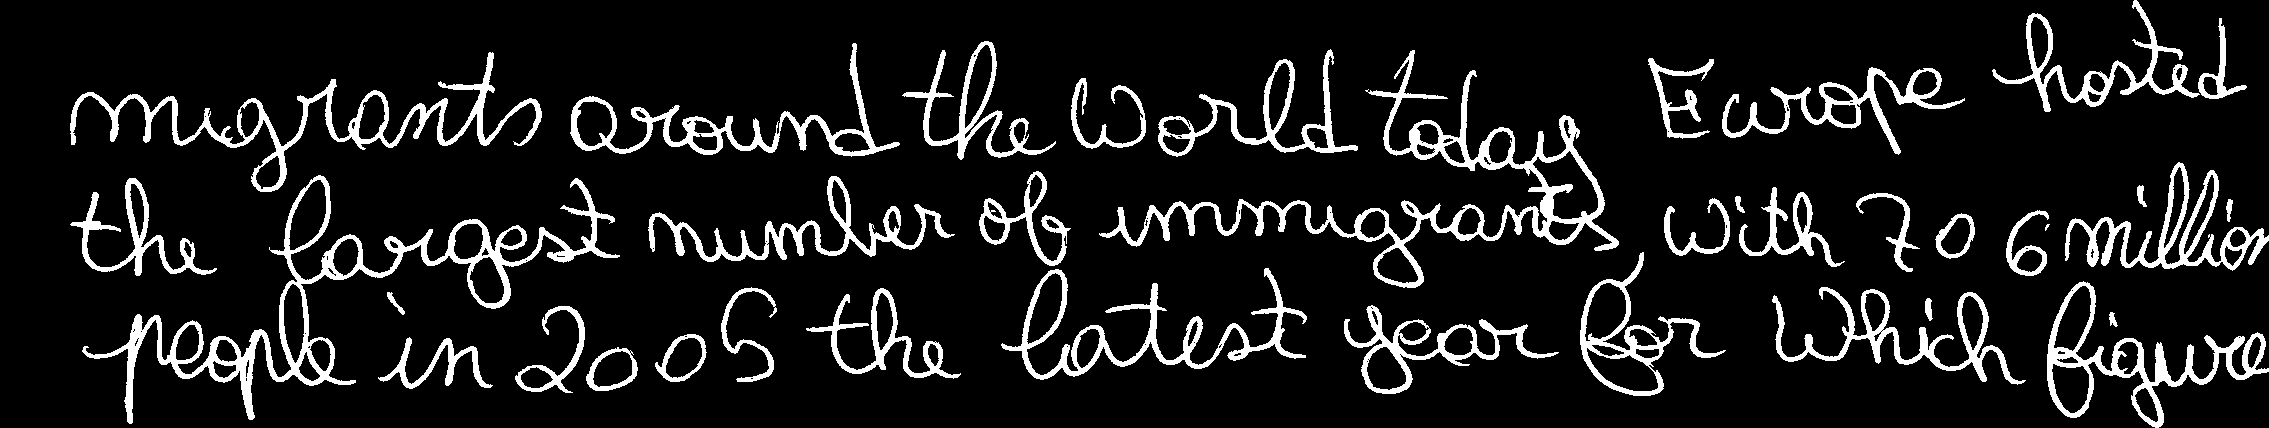 migrants around the World today Europe hosted
the largest number of immigrants, with 70 6 million
people in 2005 the latest year for Which figure